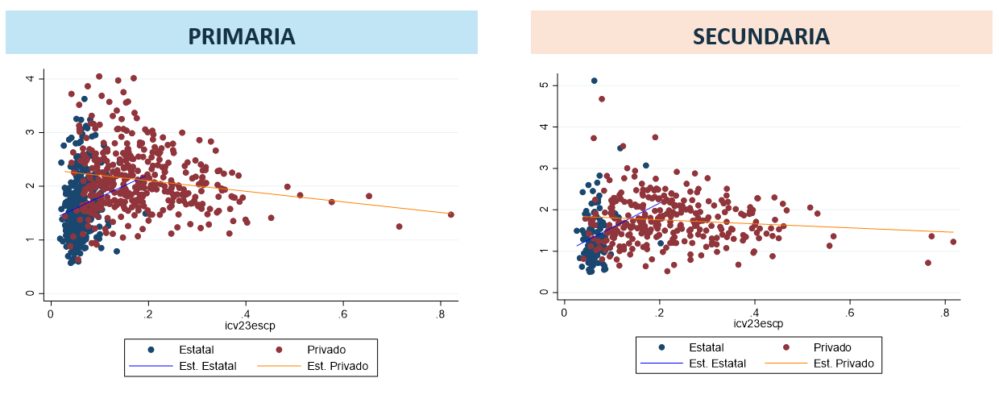 PRIMARIA
4
3
2
1
0
0 .2 .4 .6 .8
icv23escp
Estatal Privado
Est. Estatal Est. Privado
SECUNDARIA
5
4
3
2
1
0
0 .2 .4 .6 .8
icv23escp
Estatal Privado
Est. Estatal Est. Privado